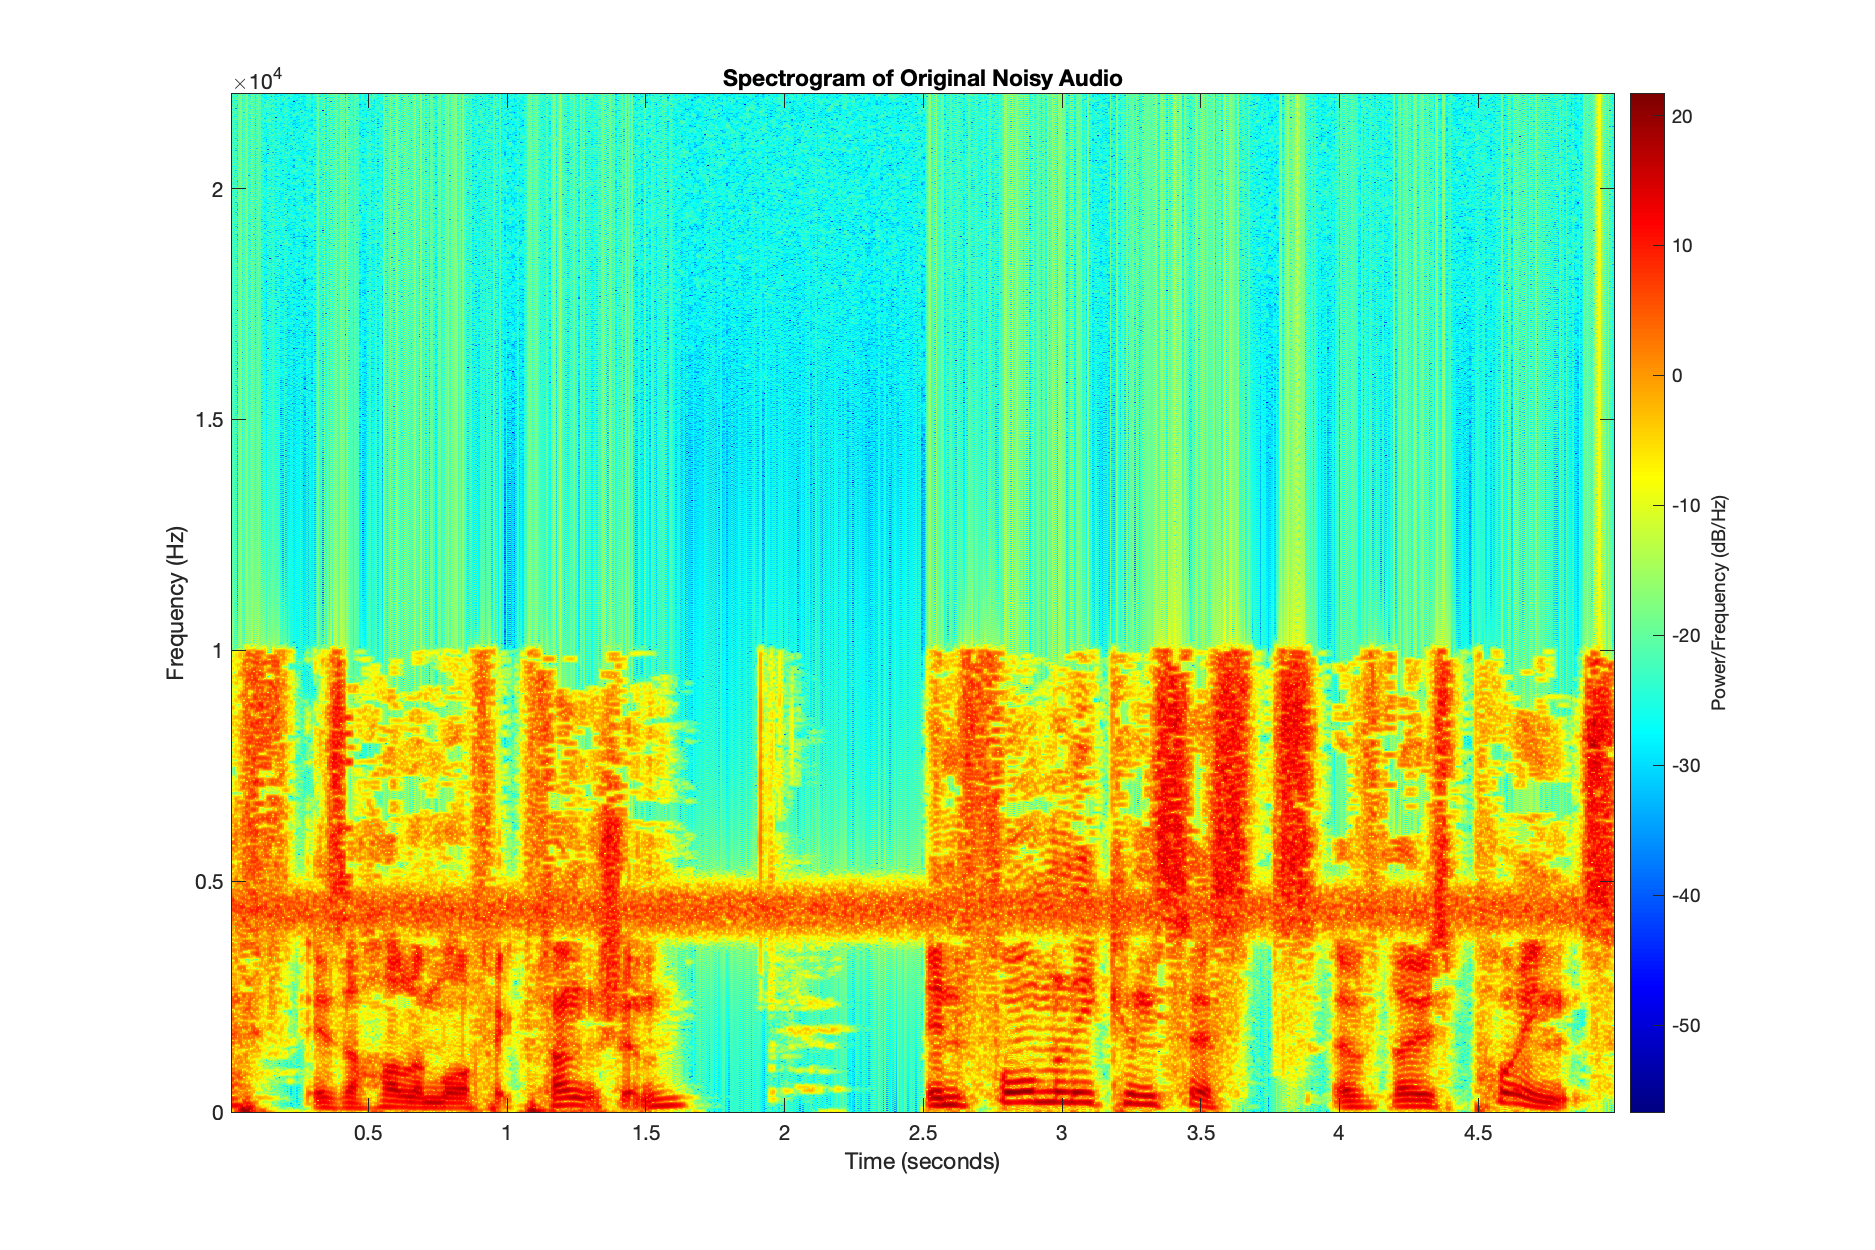 Spectrogram of Original Noisy Audio
×10⁴
2
1.5
1
0.5
0
Frequency (Hz)
0.5 1 1.5 2 2.5 3 3.5 4 4.5
Time (seconds)
20
10
0
-10
-20
-30
-40
-50
Power/Frequency (dB/Hz)